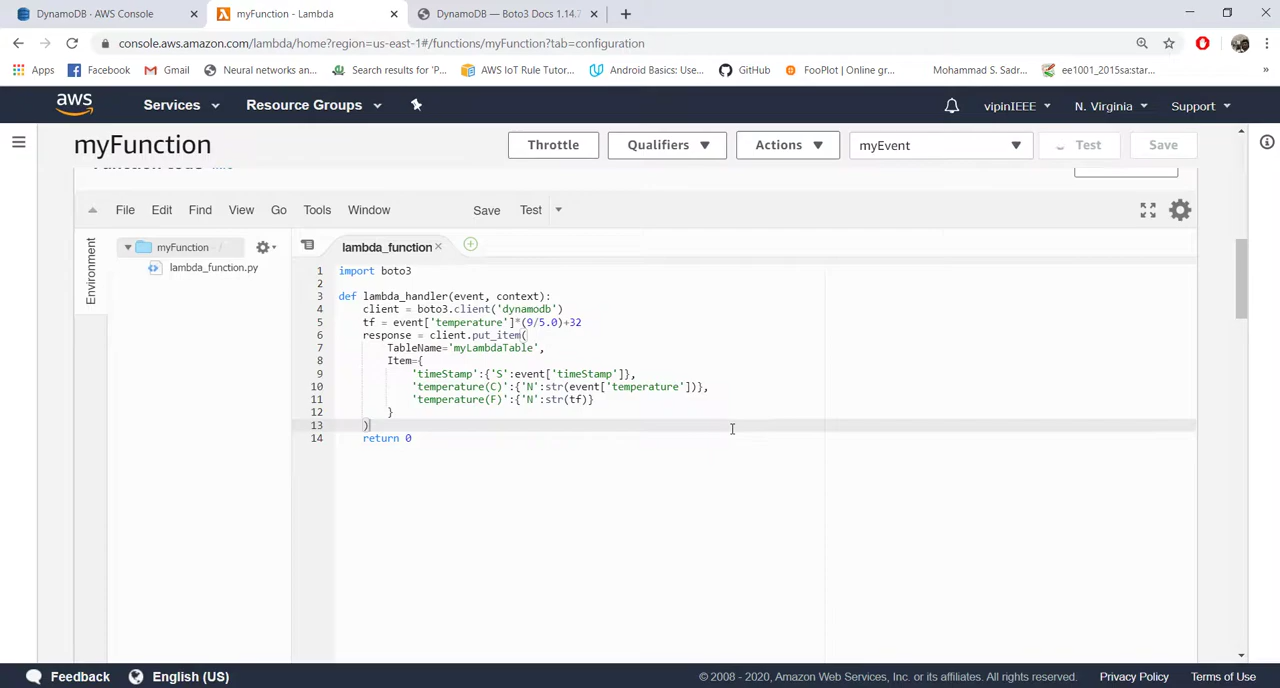 DynamoDB · AWS Console
myFunction - Lambda
DynamoDB — Boto3 Docs 1.14.7
console.aws.amazon.com/lambda/home?region=us-east-1#/functions/myFunction?tab=configuration
Apps
Facebook
Gmail
Neural networks an...
Search results for 'P...
AWS IoT Rule Tutor...
Android Basics: Use...
GitHub
FooPlot | Online gr...
Mohammad S. Sadr...
ee1001_2015sa:star...
aws
Services
Resource Groups
vipinIEEE
N. Virginia
Support
myFunction
Throttle
Qualifiers
Actions
myEvent
Test
Save
File
Edit
Find
View
Go
Tools
Window
Save
Test
Environment
myFunction
lambda_function.py
lambda_function
1 import boto3
2
3 def lambda_handler(event, context):
4 client = boto3.client('dynamodb')
5 tf = event['temperature']*(9/5.0)+32
6 response = client.put_item(
7 TableName='myLambdaTable',
8 Item={
9 'timeStamp':{'S':event['timeStamp']},
10 'temperature(C)':{'N':str(event['temperature'])},
11 'temperature(F)':{'N':str(tf)}
12 }
13 )
14 return 0
Feedback
English (US)
© 2008 - 2020, Amazon Web Services, Inc. or its affiliates. All rights reserved.
Privacy Policy
Terms of Use